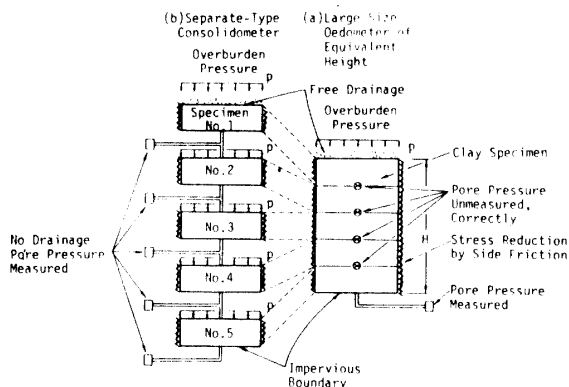 (b)Separate-Type
Consolidometer
(a)Large Size
Oedometer of
Equivalent
Height
Overburden
Pressure
p
Free Drainage
Specimen
No.1
Overburden
Pressure
p
No.2
p
Clay Specimen
Pore Pressure
Unmeasured,
Correctly
No.3
p
H
No Drainage
Pore Pressure
Measured
Stress Reduction
by Side Friction
No.4
p
Pore Pressure
Measured
No.5
Impervious
Boundary